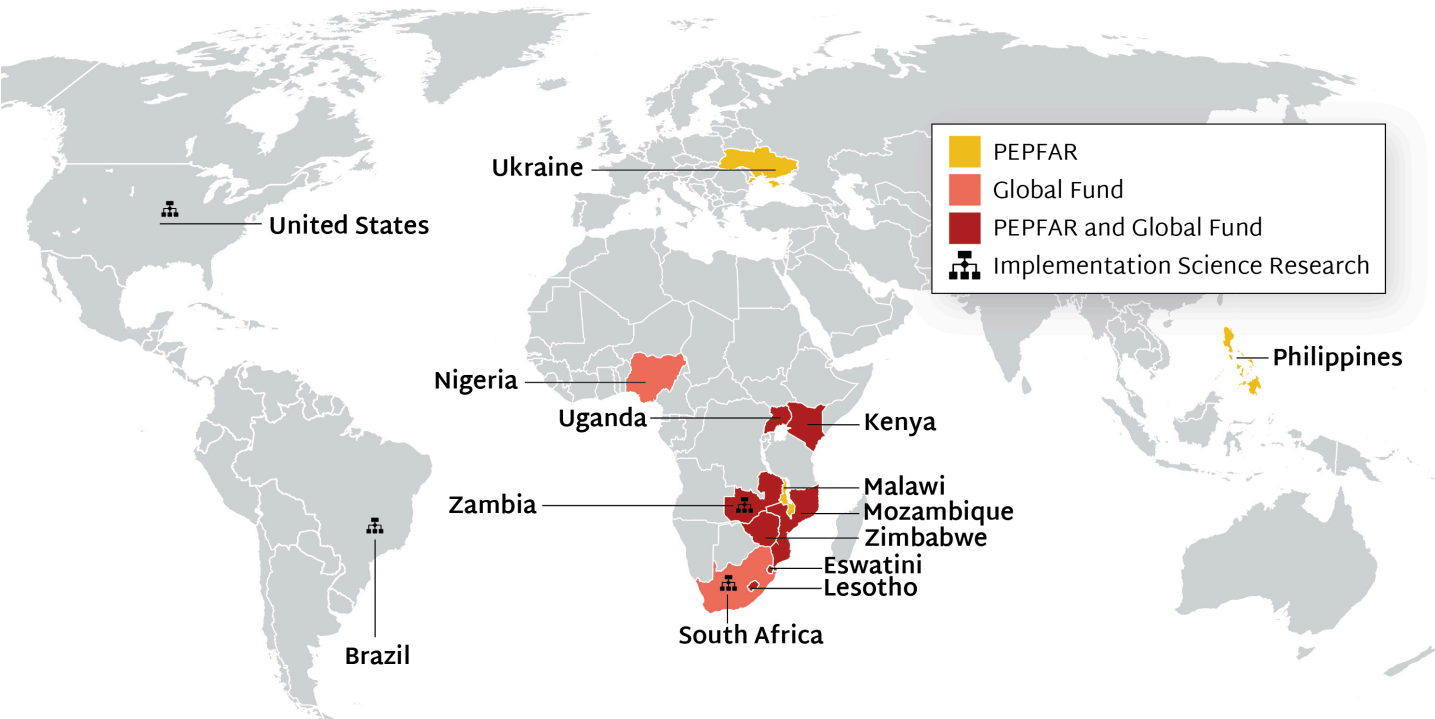 PEPFAR
Global Fund
PEPFAR and Global Fund
Implementation Science Research
Ukraine
United States
Philippines
Nigeria
Uganda
Kenya
Malawi
Zambia
Mozambique
Zimbabwe
Eswatini
Lesotho
South Africa
Brazil